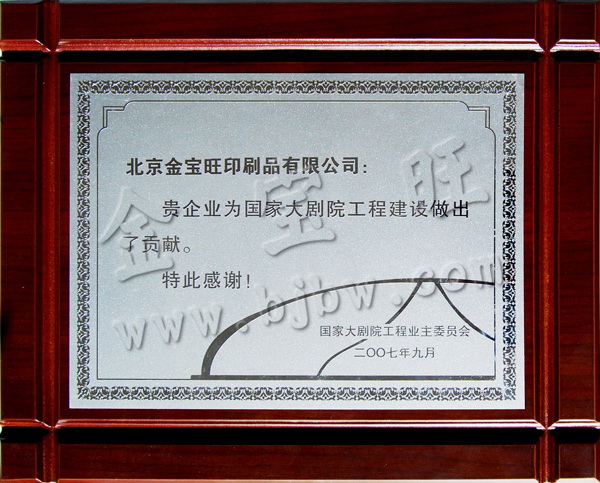 北京金宝旺印刷品有限公司：
贵企业为国家大剧院工程建设做出
了贡献。
特此感谢！
国家大剧院工程业主委员会
二〇〇七年九月
金宝旺
www.bjbw.com